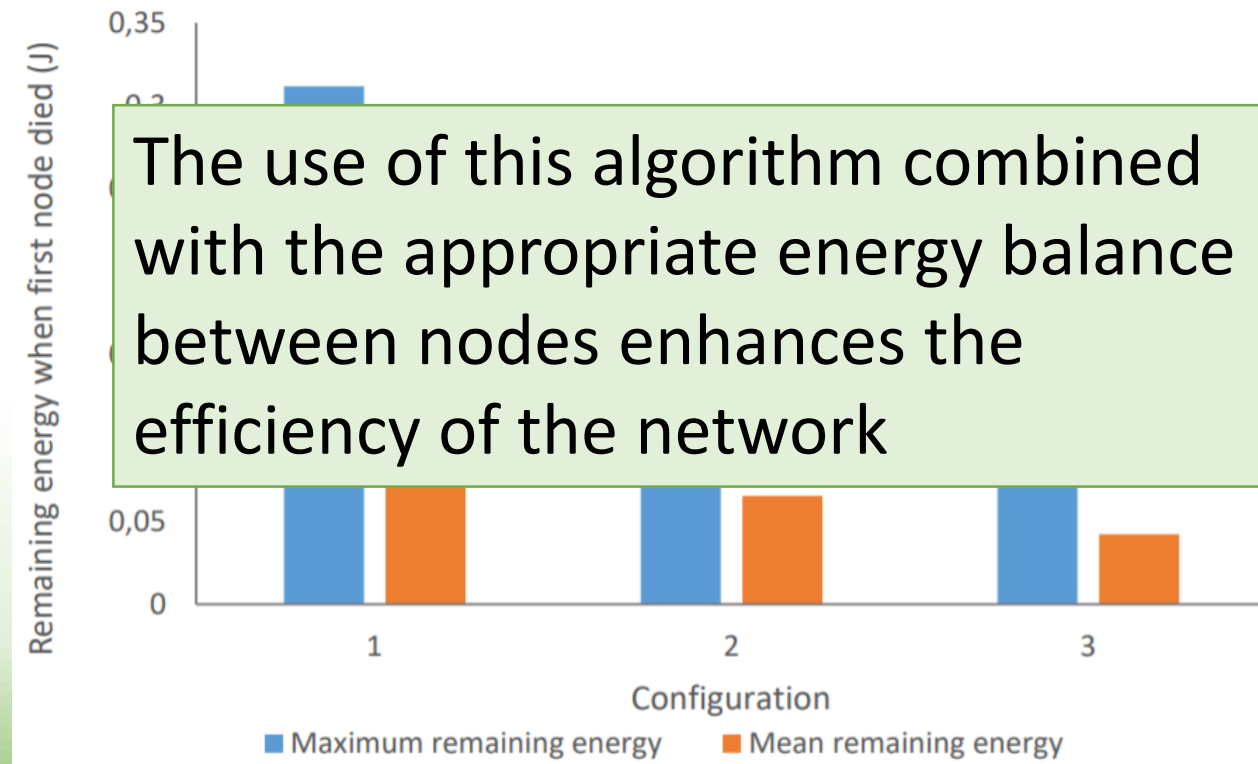 Remaining energy when first node died (J)
0,35
The use of this algorithm combined
with the appropriate energy balance
between nodes enhances the
efficiency of the network
0,05
0
1 2 3
Configuration
Maximum remaining energy Mean remaining energy